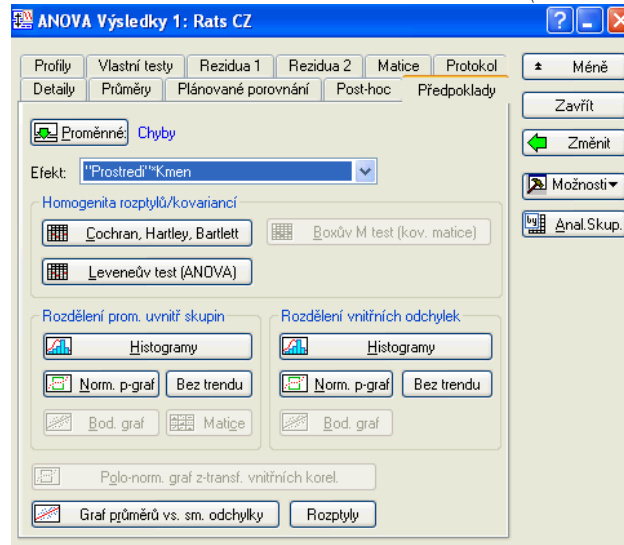 ANOVA Výsledky 1: Rats CZ
Profily Vlastní testy Rezidua 1 Rezidua 2 Matice Protokol
Detaily Průměry Plánované porovnání Post-hoc Předpoklady
Proměnné: Chyby
Efekt: "Prostredi"*Kmen
Homogenita rozptylů/kovariancí
Cochran, Hartley, Bartlett Boxův M test (kov. matice)
Leveneův test (ANOVA)
Rozdělení prom. uvnitř skupin Rozdělení vnitřních odchylek
Histogramy Histogramy
Norm. p-graf Bez trendu Norm. p-graf Bez trendu
Bod. graf Matice Bod. graf
Polo-norm. graf z-transf. vnitřních korel.
Graf průměrů vs. sm. odchylky Rozptyly
Méně
Zavřít
Změnit
Možnosti
Anal.Skup.